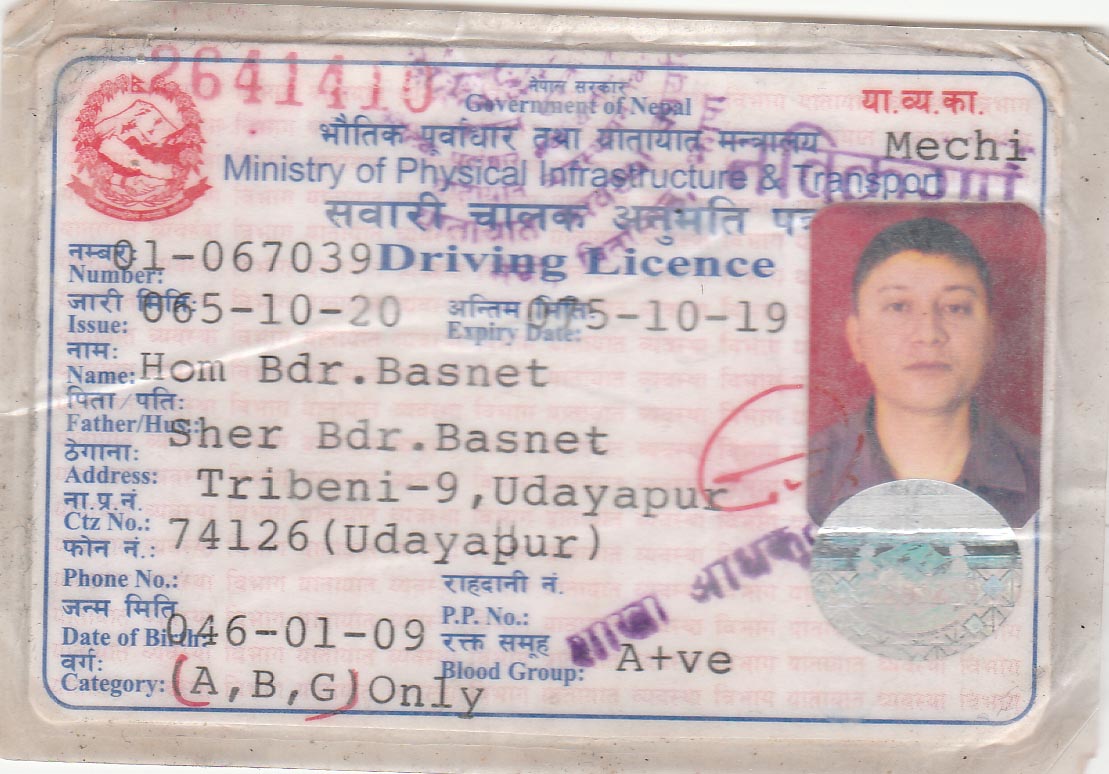 2641410
नेपाल सरकार
Government of Nepal
या.व्य.का.
भौतिक पूर्वाधार तथा यातायात मन्त्रालय
Mechi
Ministry of Physical Infrastructure & Transport
सवारी चालक अनुमति पत्र
नम्बर:
Number: 01-067039 Driving Licence
जारी मिति: अन्तिम मिति:
Issue: 065-10-20 Expiry Date: 075-10-19
नाम:
Name: Hom Bdr.Basnet
पिता/पति:
Father/Hus.: Sher Bdr.Basnet
ठेगाना:
Address: Tribeni-9,Udayapur
ना.प्र.नं.
Ctz No.: 74126(Udayapur)
फोन नं.:
Phone No.: राहदानी नं.
जन्म मिति P.P. No.:
Date of Birth: 046-01-09 रक्त समूह
वर्ग: Blood Group: A+ve
Category: (A,B,G)Only
शाखा